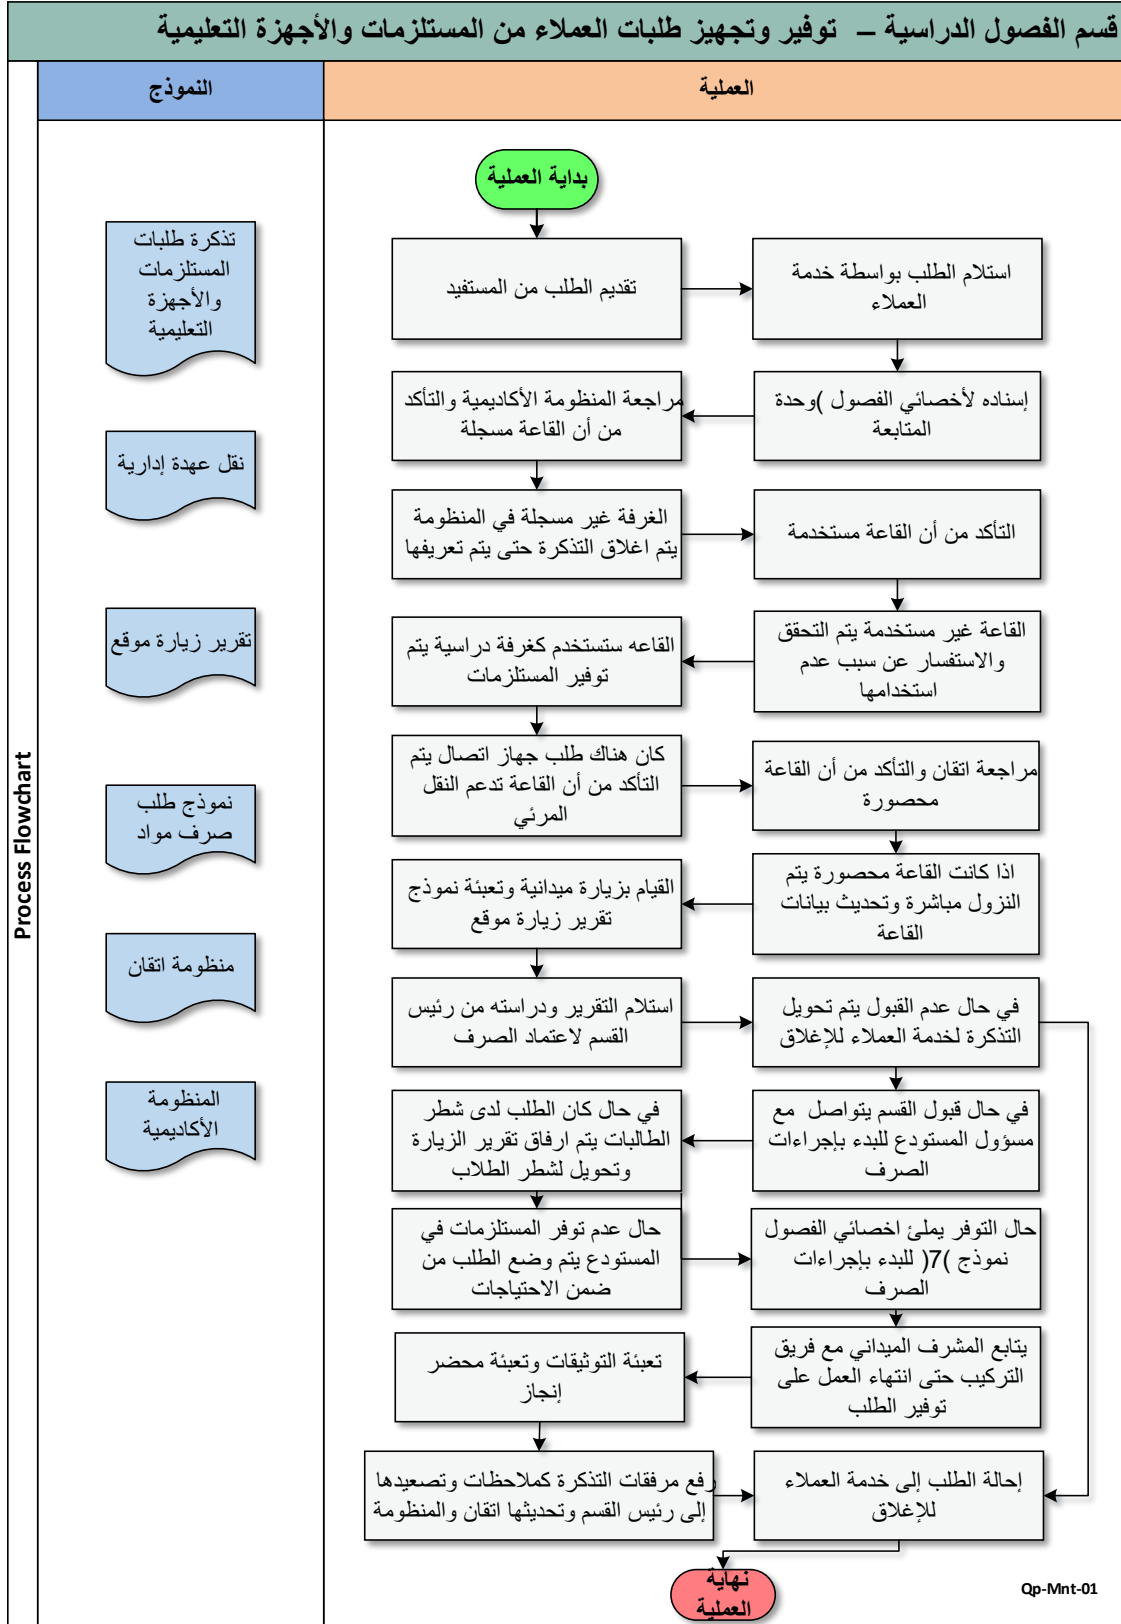 قسم الفصول الدراسية – توفير وتجهيز طلبات العملاء من المستلزمات والأجهزة التعليمية
العملية
النموذج
Process Flowchart
بداية العملية
تقديم الطلب من المستفيد
استلام الطلب بواسطة خدمة
العملاء
إسناده لأخصائي الفصول )وحدة
المتابعة
مراجعة المنظومة الأكاديمية والتأكد
من أن القاعة مسجلة
الغرفة غير مسجلة في المنظومة
يتم اغلاق التذكرة حتى يتم تعريفها
التأكد من أن القاعة مستخدمة
القاعة غير مستخدمة يتم التحقق
والاستفسار عن سبب عدم
استخدامها
القاعه ستستخدم كغرفة دراسية يتم
توفير المستلزمات
كان هناك طلب جهاز اتصال يتم
التأكد من أن القاعة تدعم النقل
المرئي
مراجعة اتقان والتأكد من أن القاعة
محصورة
اذا كانت القاعة محصورة يتم
النزول مباشرة وتحديث بيانات
القاعة
القيام بزيارة ميدانية وتعبئة نموذج
تقرير زيارة موقع
استلام التقرير ودراسته من رئيس
القسم لاعتماد الصرف
في حال عدم القبول يتم تحويل
التذكرة لخدمة العملاء للإغلاق
في حال قبول القسم يتواصل مع
مسؤول المستودع للبدء بإجراءات
الصرف
في حال كان الطلب لدى شطر
الطالبات يتم ارفاق تقرير الزيارة
وتحويل لشطر الطلاب
حال عدم توفر المستلزمات في
المستودع يتم وضع الطلب من
ضمن الاحتياجات
حال التوفر يملئ اخصائي الفصول
نموذج )7( للبدء بإجراءات
الصرف
يتابع المشرف الميداني مع فريق
التركيب حتى انتهاء العمل على
توفير الطلب
تعبئة التوثيقات وتعبئة محضر
إنجاز
رفع مرفقات التذكرة كملاحظات وتصعيدها
إلى رئيس القسم وتحديثها اتقان والمنظومة
إحالة الطلب إلى خدمة العملاء
للإغلاق
نهاية
العملية
تذكرة طلبات
المستلزمات
والأجهزة
التعليمية
نقل عهدة إدارية
تقرير زيارة موقع
نموذج طلب
صرف مواد
منظومة اتقان
المنظومة
الأكاديمية
Qp-Mnt-01